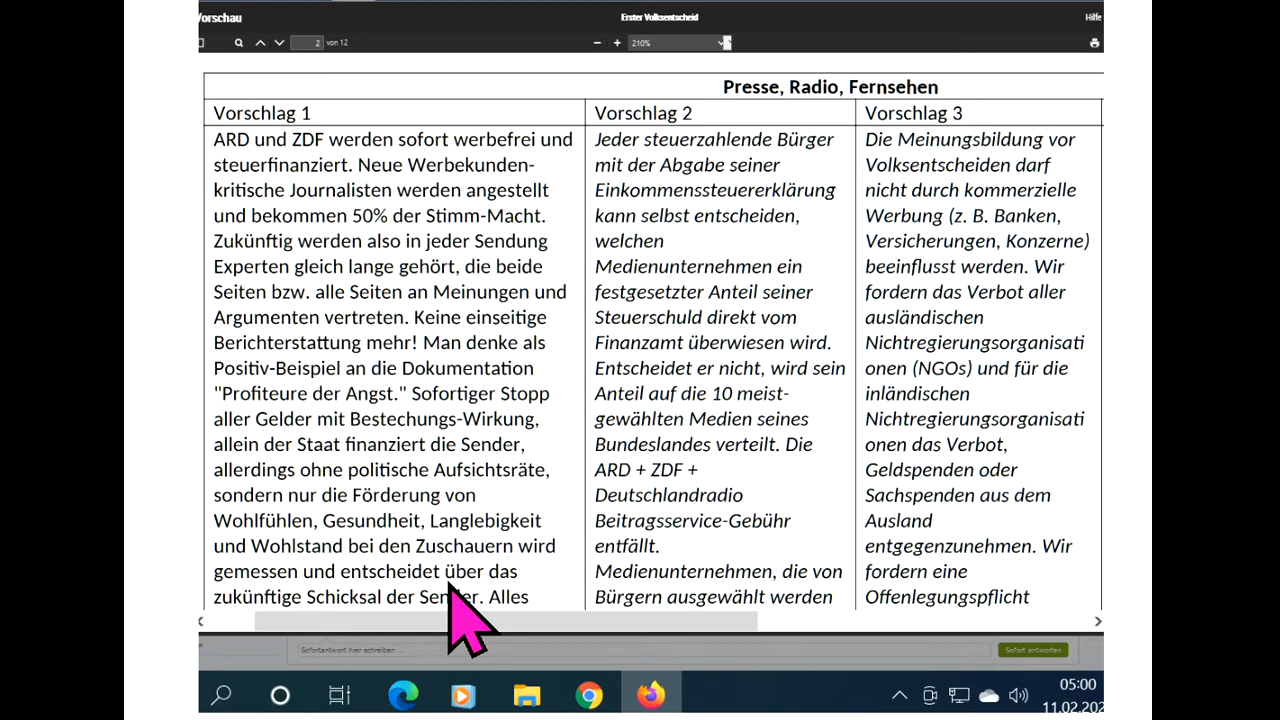 Vorschau
Erster Volksentscheid
Hilfe
2 von 12
210%
Presse, Radio, Fernsehen
Vorschlag 1
ARD und ZDF werden sofort werbefrei und
steuerfinanziert. Neue Werbekunden-
kritische Journalisten werden angestellt
und bekommen 50% der Stimm-Macht.
Zukünftig werden also in jeder Sendung
Experten gleich lange gehört, die beide
Seiten bzw. alle Seiten an Meinungen und
Argumenten vertreten. Keine einseitige
Berichterstattung mehr! Man denke als
Positiv-Beispiel an die Dokumentation
"Profiteure der Angst." Sofortiger Stopp
aller Gelder mit Bestechungs-Wirkung,
allein der Staat finanziert die Sender,
allerdings ohne politische Aufsichtsräte,
sondern nur die Förderung von
Wohlfühlen, Gesundheit, Langlebigkeit
und Wohlstand bei den Zuschauern wird
gemessen und entscheidet über das
zukünftige Schicksal der Sender. Alles
Vorschlag 2
Jeder steuerzahlende Bürger
mit der Abgabe seiner
Einkommenssteuererklärung
kann selbst entscheiden,
welchen
Medienunternehmen ein
festgesetzter Anteil seiner
Steuerschuld direkt vom
Finanzamt überwiesen wird.
Entscheidet er nicht, wird sein
Anteil auf die 10 meist-
gewählten Medien seines
Bundeslandes verteilt. Die
ARD + ZDF +
Deutschlandradio
Beitragsservice-Gebühr
entfällt.
Medienunternehmen, die von
Bürgern ausgewählt werden
Vorschlag 3
Die Meinungsbildung vor
Volksentscheiden darf
nicht durch kommerzielle
Werbung (z. B. Banken,
Versicherungen, Konzerne)
beeinflusst werden. Wir
fordern das Verbot aller
ausländischen
Nichtregierungsorganisati
onen (NGOs) und für die
inländischen
Nichtregierungsorganisati
onen das Verbot,
Geldspenden oder
Sachspenden aus dem
Ausland
entgegenzunehmen. Wir
fordern eine
Offenlegungspflicht
Sofortantwort hier schreiben ...
Sofort antworten
05:00
11.02.202